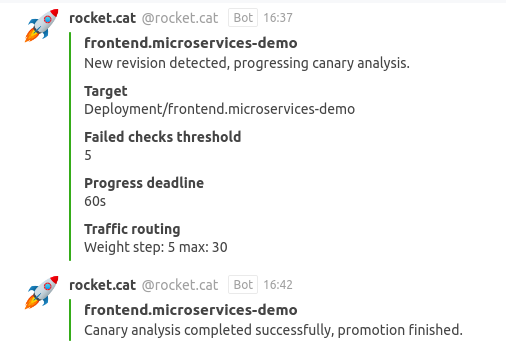 rocket.cat @rocket.cat Bot 16:37
frontend.microservices-demo
New revision detected, progressing canary analysis.
Target
Deployment/frontend.microservices-demo
Failed checks threshold
5
Progress deadline
60s
Traffic routing
Weight step: 5 max: 30
rocket.cat @rocket.cat Bot 16:42
frontend.microservices-demo
Canary analysis completed successfully, promotion finished.